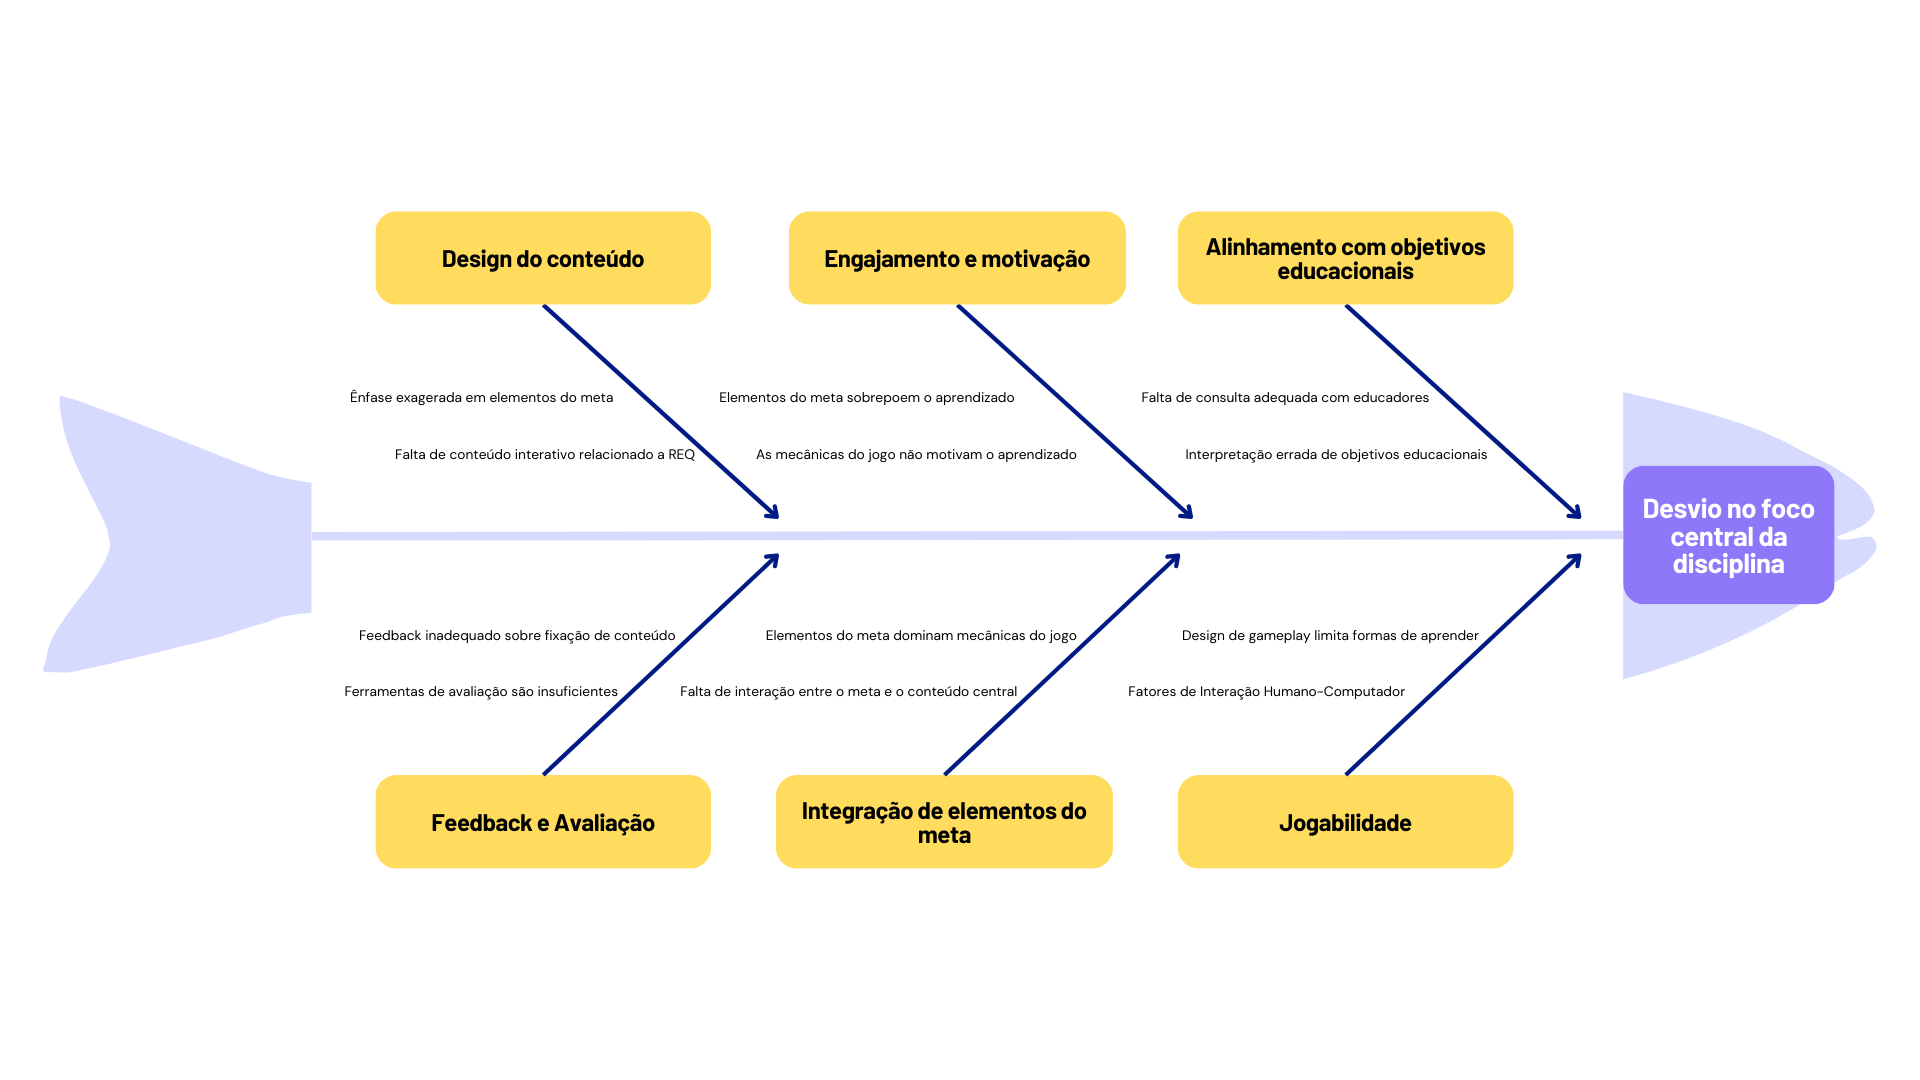 Design do conteúdo
Engajamento e motivação
Alinhamento com objetivos
educacionais
Ênfase exagerada em elementos do meta
Elementos do meta sobrepoem o aprendizado
Falta de consulta adequada com educadores
Falta de conteúdo interativo relacionado a REQ
As mecânicas do jogo não motivam o aprendizado
Interpretação errada de objetivos educacionais
Desvio no foco
central da
disciplina
Feedback inadequado sobre fixação de conteúdo
Elementos do meta dominam mecânicas do jogo
Design de gameplay limita formas de aprender
Ferramentas de avaliação são insuficientes
Falta de interação entre o meta e o conteúdo central
Fatores de Interação Humano-Computador
Feedback e Avaliação
Integração de elementos do
meta
Jogabilidade